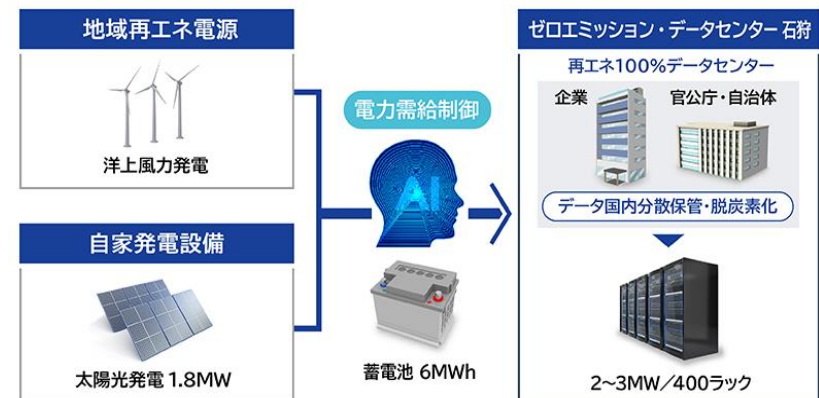 地域再エネ電源
洋上風力発電
自家発電設備
太陽光発電 1.8MW
電力需給制御
AI
蓄電池 6MWh
ゼロエミッション・データセンター 石狩
再エネ100%データセンター
企業
官公庁・自治体
データ国内分散保管・脱炭素化
2~3MW/400ラック